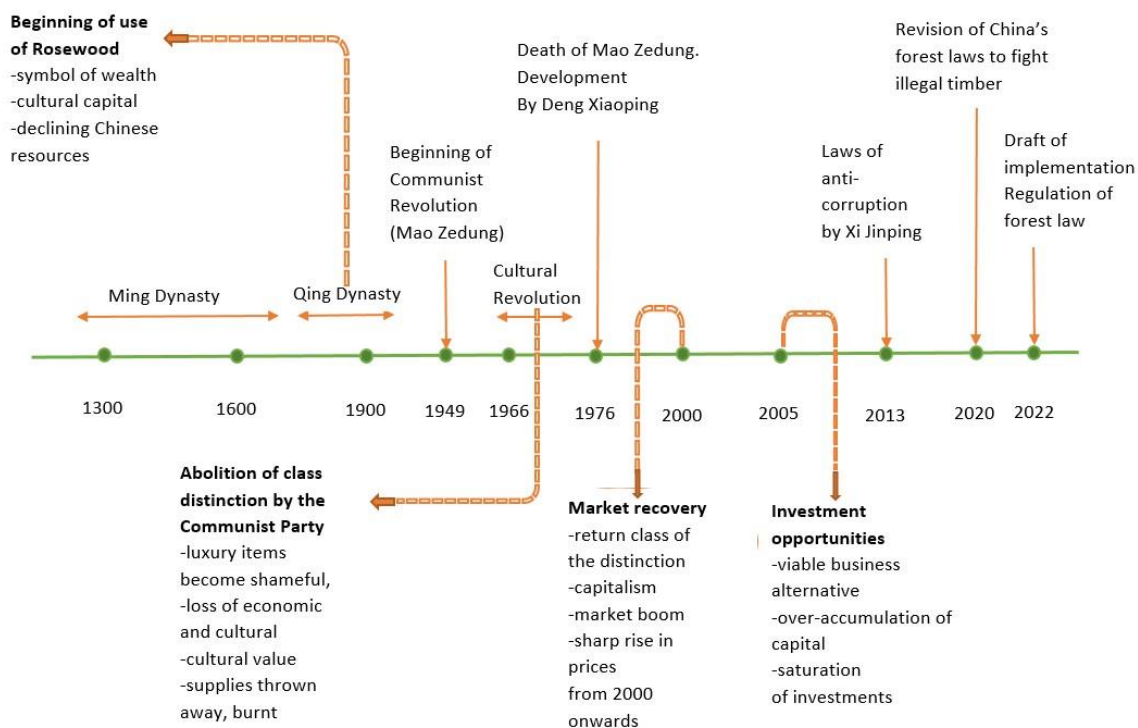 Beginning of use
of Rosewood
-symbol of wealth
-cultural capital
-declining Chinese
resources
Beginning of
Communist
Revolution
(Mao Zedung)
Death of Mao Zedung.
Development
By Deng Xiaoping
Revision of China’s
forest laws to fight
illegal timber
Laws of
anti-
corruption
by Xi Jinping
Draft of
implementation
Regulation of
forest law
Ming Dynasty
Qing Dynasty
Cultural
Revolution
1300
1600
1900
1949
1966
1976
2000
2005
2013
2020
2022
Abolition of class
distinction by the
Communist Party
-luxury items
become shameful,
-loss of economic
and cultural
-cultural value
-supplies thrown
away, burnt
Market recovery
-return class of
the distinction
-capitalism
-market boom
-sharp rise in
prices
from 2000
onwards
Investment
opportunities
-viable business
alternative
-over-accumulation of
capital
-saturation
of investments